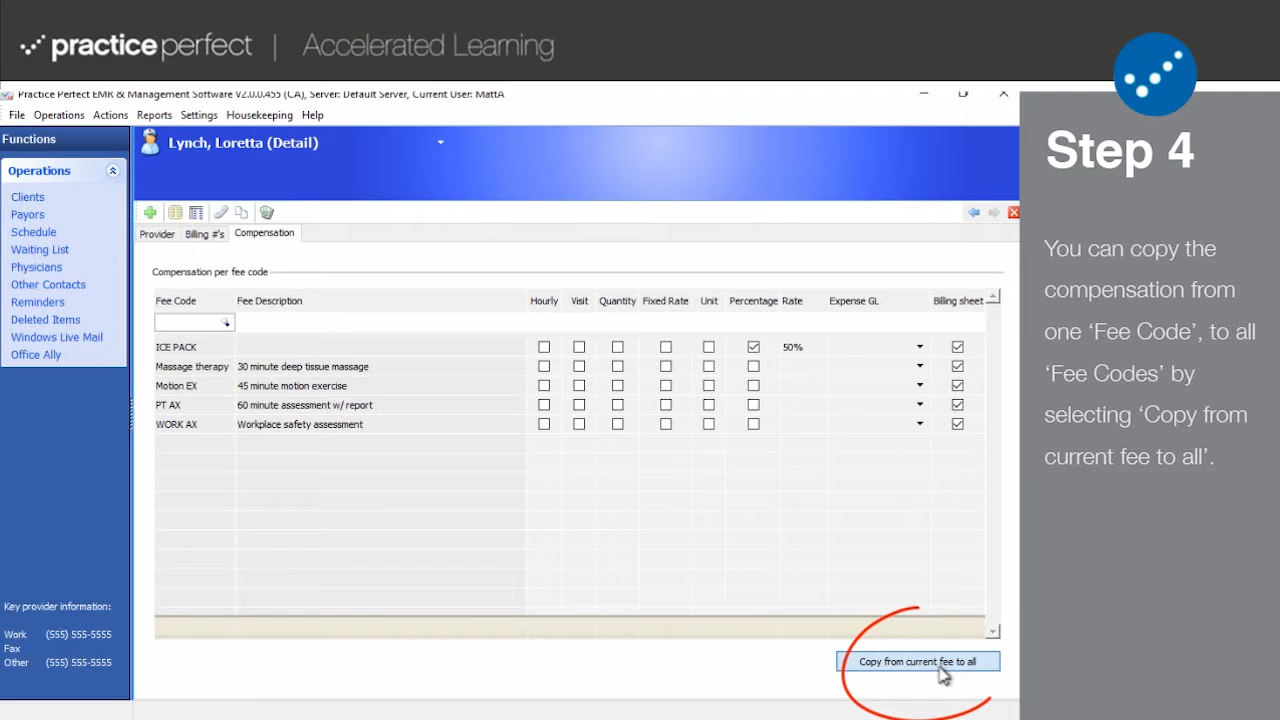 practiceperfect | Accelerated Learning
Practice Perfect EMR & Management Software V2.0.0.455 (CA), Server: Default Server, Current User: MattA
File Operations Actions Reports Settings Housekeeping Help
Functions
Operations
Clients
Payors
Schedule
Waiting List
Physicians
Other Contacts
Reminders
Deleted Items
Windows Live Mail
Office Ally
Key provider information:
Work (555) 555-5555
Fax
Other (555) 555-5555
Lynch, Loretta (Detail)
Provider Billing #'s Compensation
Compensation per fee code
Fee Code Fee Description Hourly Visit Quantity Fixed Rate Unit Percentage Rate Expense GL Billing sheet
ICE PACK 50%
Massage therapy 30 minute deep tissue massage
Motion EX 45 minute motion exercise
PT AX 60 minute assessment w/ report
WORK AX Workplace safety assessment
Copy from current fee to all
Step 4
You can copy the
compensation from
one ‘Fee Code’, to all
‘Fee Codes’ by
selecting ‘Copy from
current fee to all’.